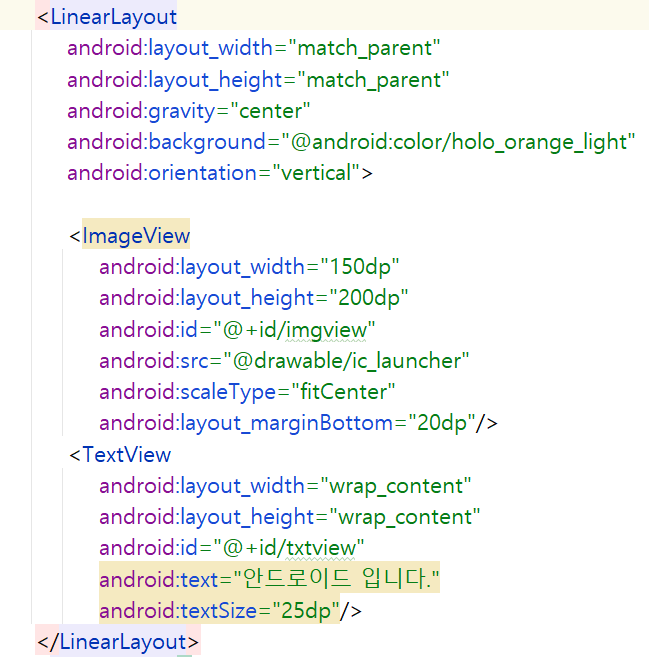 <LinearLayout
android:layout_width="match_parent"
android:layout_height="match_parent"
android:gravity="center"
android:background="@android:color/holo_orange_light"
android:orientation="vertical">
<ImageView
android:layout_width="150dp"
android:layout_height="200dp"
android:id="@+id/imgview"
android:src="@drawable/ic_launcher"
android:scaleType="fitCenter"
android:layout_marginBottom="20dp"/>
<TextView
android:layout_width="wrap_content"
android:layout_height="wrap_content"
android:id="@+id/txtview"
android:text="안드로이드 입니다."
android:textSize="25dp"/>
</LinearLayout>